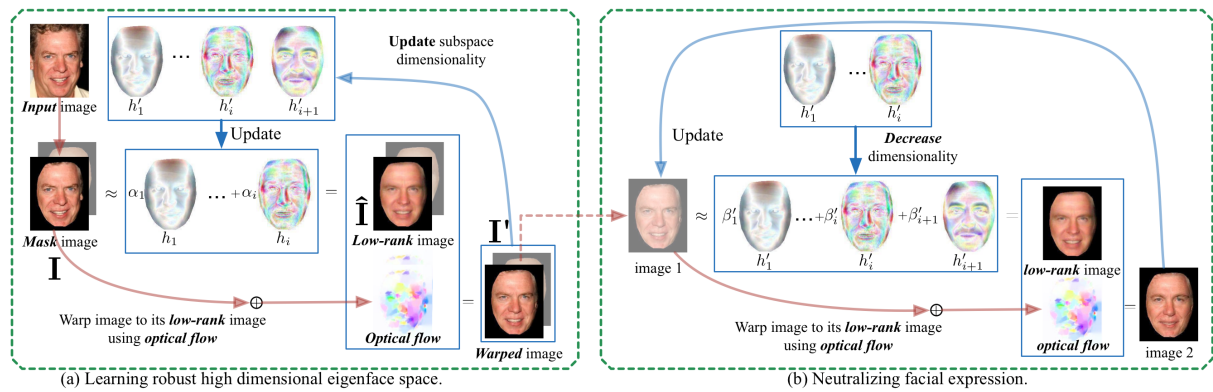 Input image
h′1
...
h′i
h′i+1
Update subspace
dimensionality
Update
≈
α1
...
+αi
=
h1
hi
Î
Mask image
Low-rank image
I
I'
⊕
=
Warp image to its low-rank image
using optical flow
Optical flow
Warped image
(a) Learning robust high dimensional eigenface space.
h′1
...
h′i
Update
Decrease
dimensionality
≈
β′1
...
+β′i
+β′i+1
=
image 1
h′1
h′i
h′i+1
low-rank image
⊕
=
Warp image to its low-rank image
using optical flow
optical flow
image 2
(b) Neutralizing facial expression.